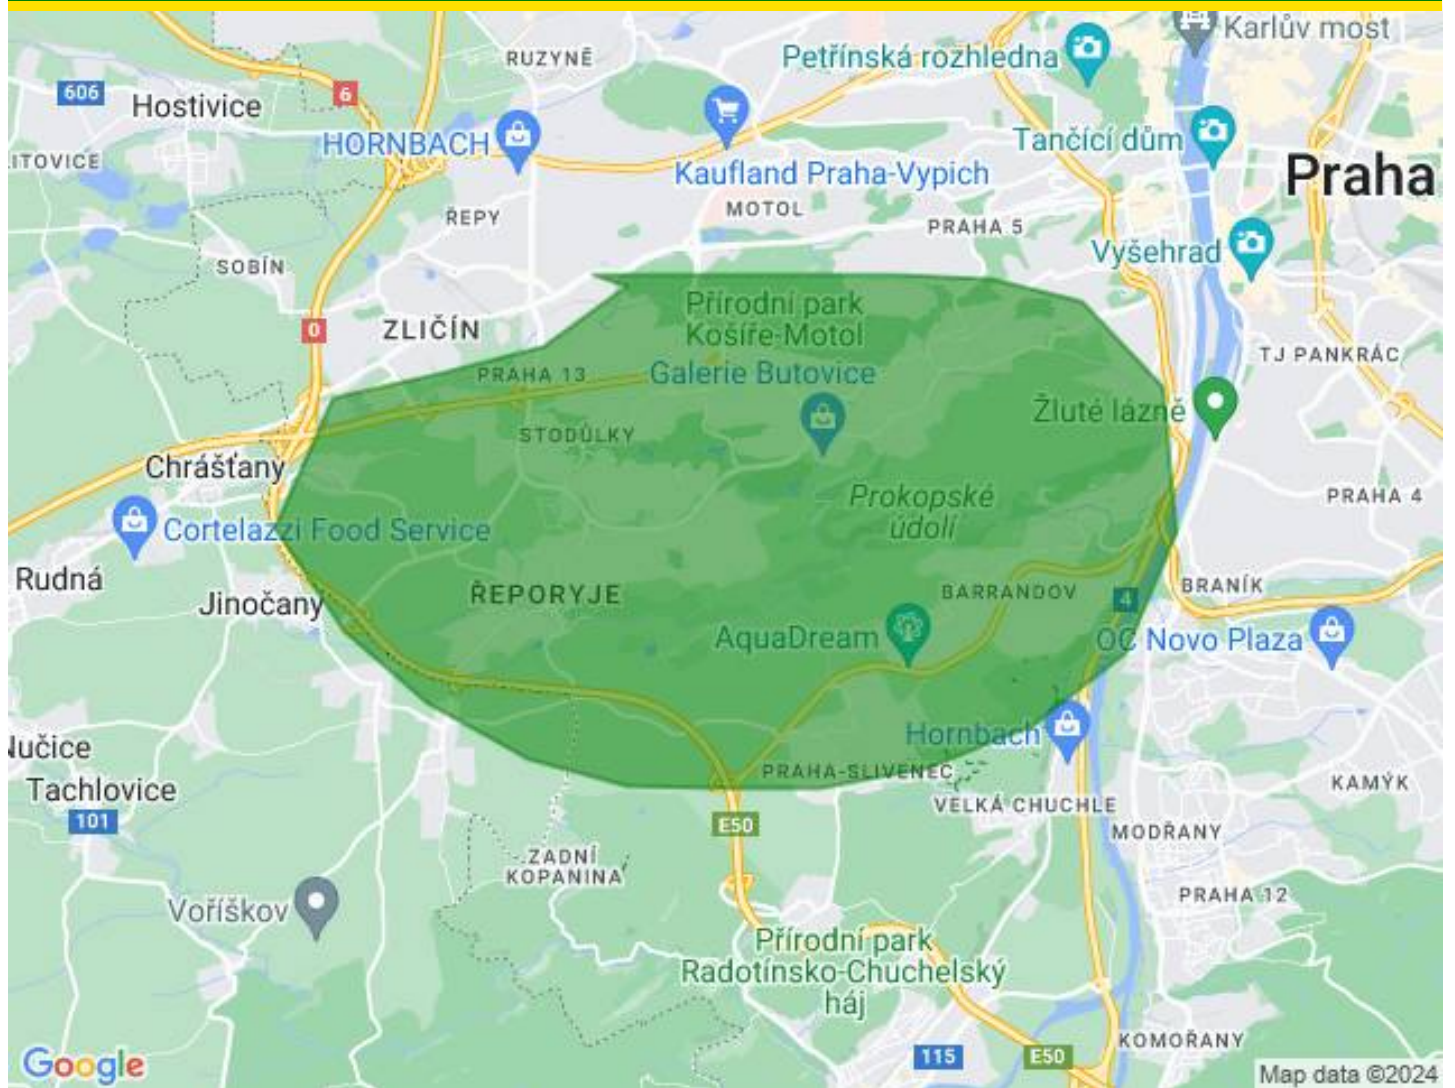 Karlův most
RUZYNĚ
Petřínská rozhledna
606
6
Hostivice
HORNBACH
Tančící dům
ITOVICE
Kaufland Praha-Vypich
Praha
MOTOL
ŘEPY
PRAHA 5
Vyšehrad
SOBÍN
Přírodní park
Košíře-Motol
0
ZLIČÍN
TJ PANKRÁC
PRAHA 13
Galerie Butovice
Žluté lázně
STODŮLKY
Chrášťany
Prokopské
údolí
PRAHA 4
Cortelazzi Food Service
Rudná
Jinočany
ŘEPORYJE
BARRANDOV
4
BRANÍK
AquaDream
OC Novo Plaza
Nučice
Hornbach
PRAHA-SLIVENEC
Tachlovice
KAMÝK
VELKÁ CHUCHLE
101
E50
MODŘANY
ZADNÍ
KOPANINA
PRAHA 12
Voříškov
Přírodní park
Radotínsko-Chuchelský
háj
KOMOŘANY
115
E50
Google
Map data ©2024